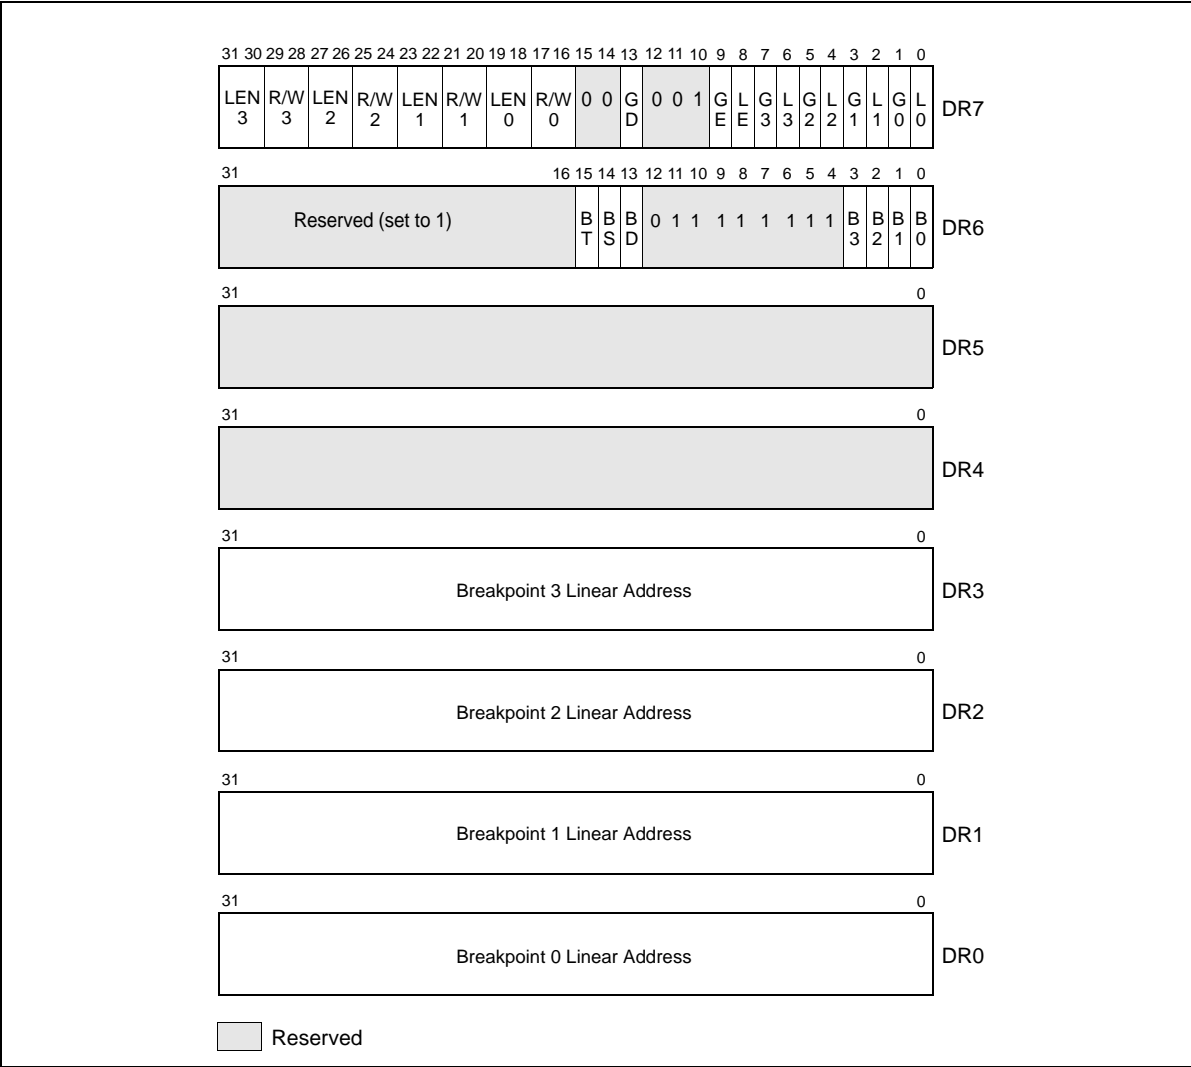 31 30 29 28 27 26 25 24 23 22 21 20 19 18 17 16 15 14 13 12 11 10 9 8 7 6 5 4 3 2 1 0
LEN R/W LEN R/W LEN R/W LEN R/W 0 0 G 0 0 1 G L G L G L G L G L DR7
3 3 2 2 1 1 0 0 D E E 3 3 2 2 1 1 0 0
31 16 15 14 13 12 11 10 9 8 7 6 5 4 3 2 1 0
Reserved (set to 1) B B B 0 1 1 1 1 1 1 1 1 B B B B DR6
T S D 3 2 1 0
31 0
DR5
31 0
DR4
31 0
Breakpoint 3 Linear Address DR3
31 0
Breakpoint 2 Linear Address DR2
31 0
Breakpoint 1 Linear Address DR1
31 0
Breakpoint 0 Linear Address DR0
Reserved